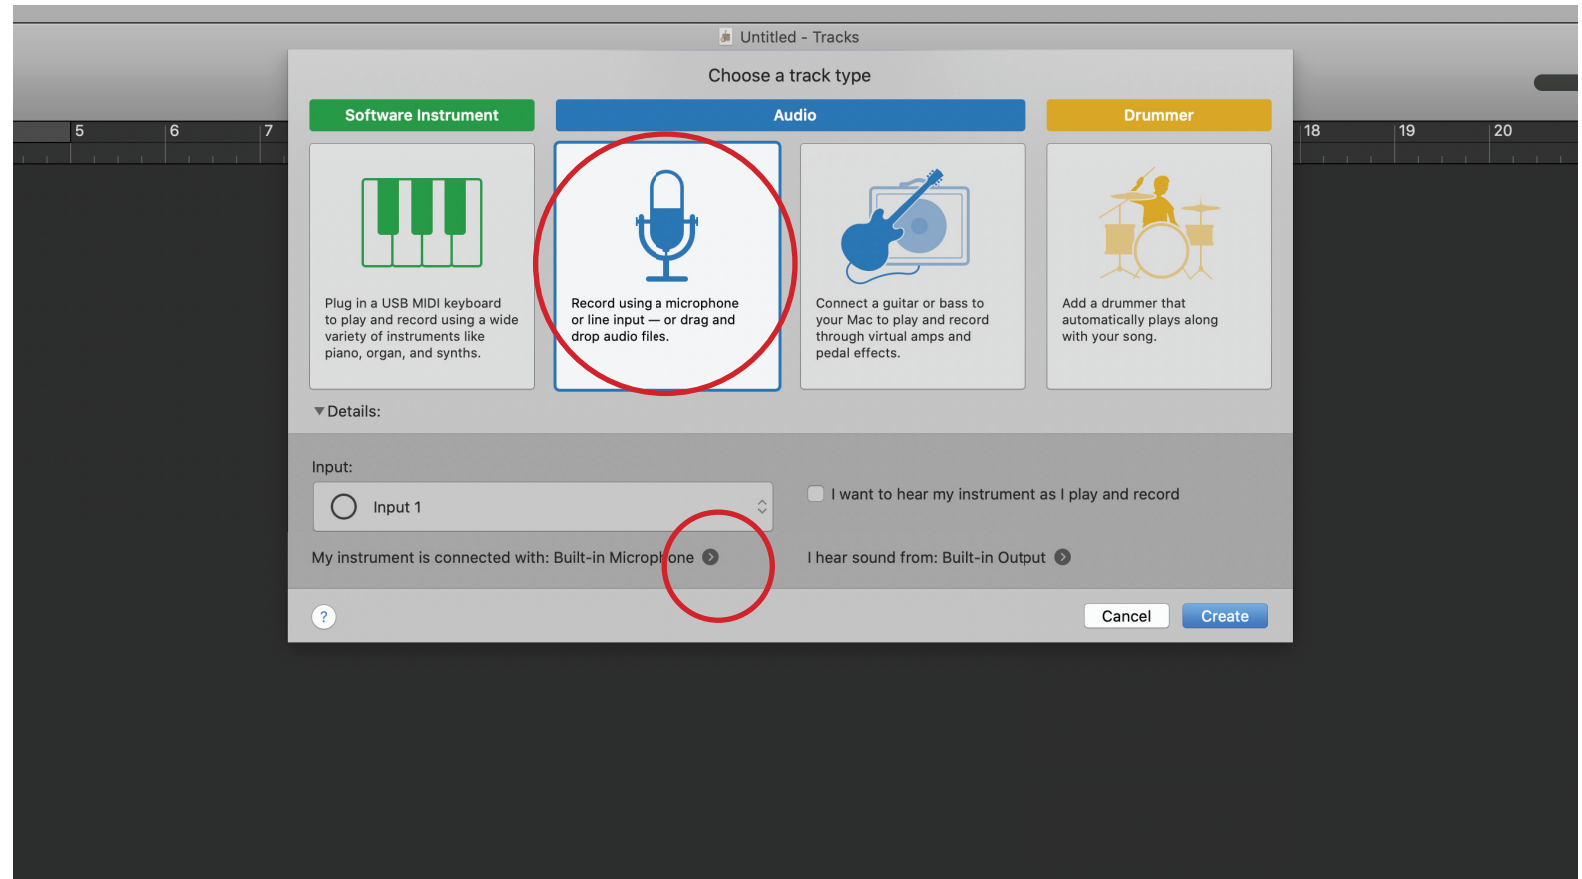 Untitled - Tracks
Choose a track type
Software Instrument
Audio
Drummer
5
6
7
18
19
20
Plug in a USB MIDI keyboard
to play and record using a wide
variety of instruments like
piano, organ, and synths.
Record using a microphone
or line input — or drag and
drop audio files.
Connect a guitar or bass to
your Mac to play and record
through virtual amps and
pedal effects.
Add a drummer that
automatically plays along
with your song.
Details:
Input:
Input 1
I want to hear my instrument as I play and record
My instrument is connected with: Built-in Microphone
I hear sound from: Built-in Output
?
Cancel
Create